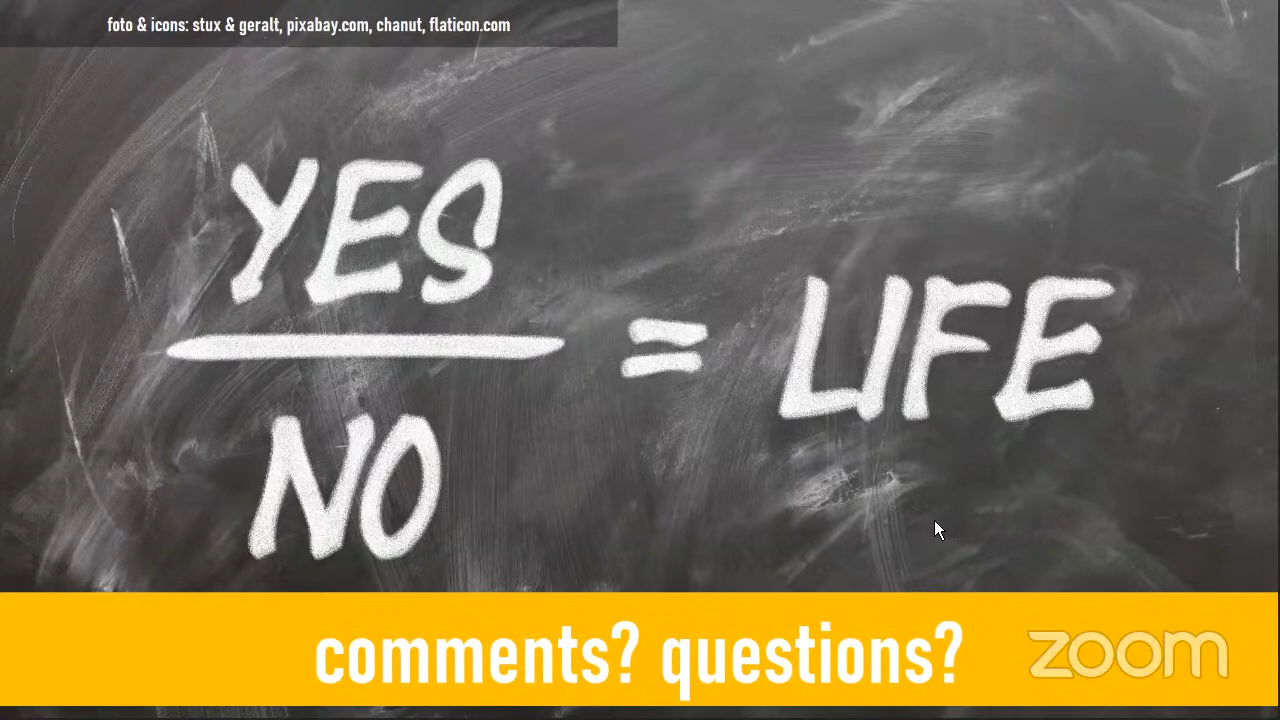 foto & icons: stux & geralt, pixabay.com, chanut, flaticon.com
YES
NO
= LIFE
comments? questions?
zoom